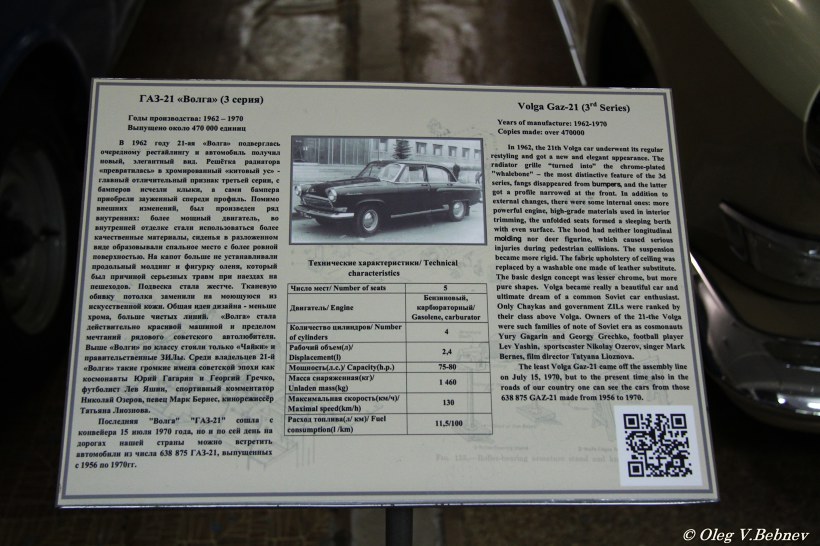 ГАЗ-21 «Волга» (3 серия)
Годы производства: 1962 – 1970
Выпущено около 470 000 единиц
В 1962 году 21-ая «Волга» подверглась
очередному рестайлингу и автомобиль получил
новый, элегантный вид. Решётка радиатора
«превратилась» в хромированный «китовый ус» -
главный отличительный признак третьей серии, с
бамперов исчезли клыки, а сами бампера
приобрели зауженный спереди профиль. Помимо
внешних изменений, был произведен ряд
внутренних: более мощный двигатель, во
внутренней отделке стали использоваться более
качественные материалы, сиденья в разложенном
виде образовывали спальное место с более ровной
поверхностью. На капот больше не устанавливали
продольный молдинг и фигурку оленя, который
был причиной серьезных травм при наездах на
пешеходов. Подвеска стала жестче. Тканевую
обивку потолка заменили на моющуюся из
искусственной кожи. Общая идея дизайна - меньше
хрома, больше чистых линий. «Волга» стала
действительно красивой машиной и пределом
мечтаний рядового советского автолюбителя.
Выше «Волги» по классу стояли только «Чайки» и
правительственные ЗИЛы. Среди владельцев 21-й
«Волги» такие громкие имена советской эпохи как
космонавты Юрий Гагарин и Георгий Гречко,
футболист Лев Яшин, спортивный комментатор
Николай Озеров, певец Марк Бернес, кинорежиссёр
Татьяна Лиознова.
Последняя "Волга" "ГАЗ-21" сошла с
конвейера 15 июля 1970 года, но и по сей день на
дорогах нашей страны можно встретить
автомобили из числа 638 875 ГАЗ-21, выпущенных
с 1956 по 1970гг.
Технические характеристики/ Technical
characteristics
Число мест/ Number of seats 5
Двигатель/ Engine Бензиновый,
карбюраторный/
Gasolene, carburator
Количество цилиндров/ Number
of cylinders 4
Рабочий объем(л)/
Displacement(l) 2,4
Мощность(л.с.)/ Capacity(h.p.) 75-80
Масса снаряженная(кг)/
Unladen mass(kg) 1 460
Максимальная скорость(км/ч)/
Maximal speed(km/h) 130
Расход топлива(л/ км)/ Fuel
consumption(l /km) 11,5/100
Volga Gaz-21 (3rd Series)
Years of manufacture: 1962-1970
Copies made: over 470000
In 1962, the 21th Volga car underwent its regular
restyling and got a new and elegant appearance. The
radiator grille "turned into" the chrome-plated
"whalebone" – the most distinctive feature of the 3d
series, fangs disappeared from bumpers, and the latter
got a profile narrowed at the front. In addition to
external changes, there were some internal ones: more
powerful engine, high-grade materials used in interior
trimming, the unfolded seats formed a sleeping berth
with even surface. The hood had neither longitudinal
molding nor deer figurine, which caused serious
injuries during pedestrian collisions. The suspension
became more rigid. The fabric upholstery of ceiling was
replaced by a washable one made of leather substitute.
The basic design concept was lesser chrome, but more
pure shapes. Volga became really a beautiful car and
ultimate dream of a common Soviet car enthusiast.
Only Chaykas and government ZILs were ranked by
their class above Volga. Owners of the 21-the Volga
were such families of note of Soviet era as cosmonauts
Yury Gagarin and Georgy Grechko, football player
Lev Yashin, sportscaster Nikolay Ozerov, singer Mark
Bernes, film director Tatyana Lioznova.
The least Volga Gaz-21 came off the assembly line
on July 15, 1970, but to the present time also in the
roads of our country one can see the cars from those
638 875 GAZ-21 made from 1956 to 1970.
© Oleg V.Bebnev